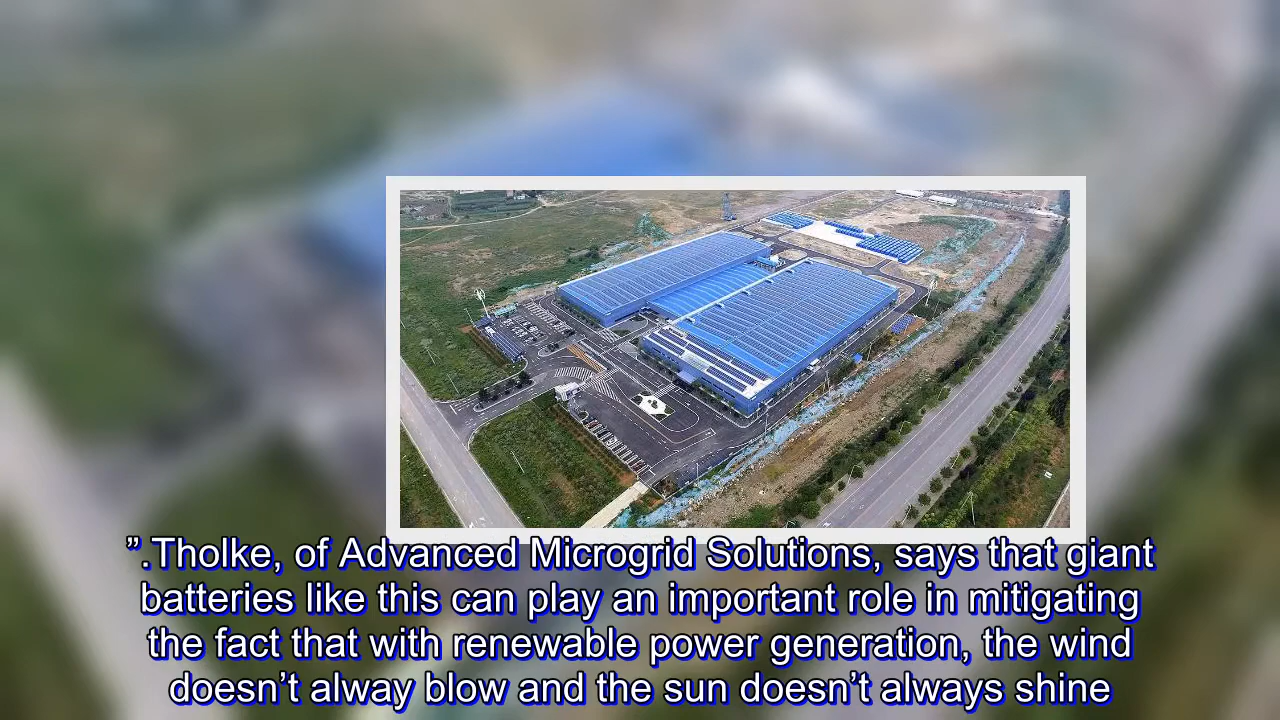 ”.Tholke, of Advanced Microgrid Solutions, says that giant
batteries like this can play an important role in mitigating
the fact that with renewable power generation, the wind
doesn’t alway blow and the sun doesn’t always shine